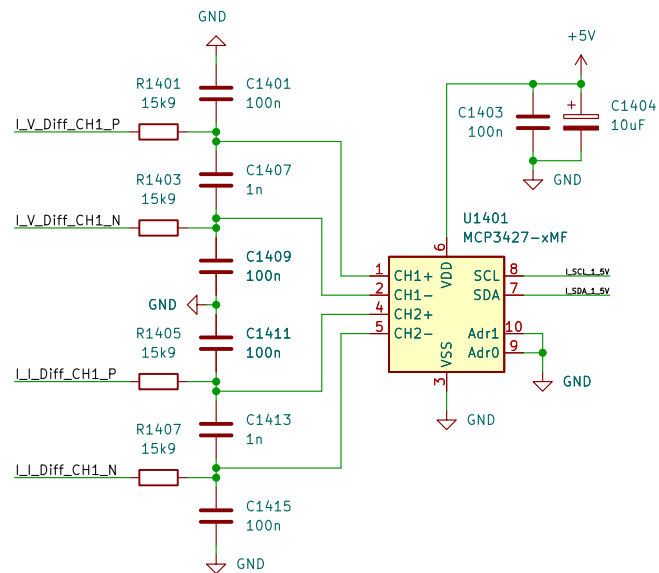 GND
+5V
R1401
15k9
C1401
100n
C1403
100n
C1404
10uF
+
I_V_Diff_CH1_P
R1403
15k9
C1407
1n
GND
I_V_Diff_CH1_N
U1401
MCP3427-xMF
C1409
100n
6
VDD
1
CH1+
SCL
8
I_SCL_1_5V
2
CH1-
SDA
7
I_SDA_1_5V
GND
4
CH2+
5
CH2-
Adr1
10
R1405
15k9
C1411
100n
Adr0
9
VSS
3
I_I_Diff_CH1_P
GND
R1407
15k9
C1413
1n
GND
I_I_Diff_CH1_N
C1415
100n
GND